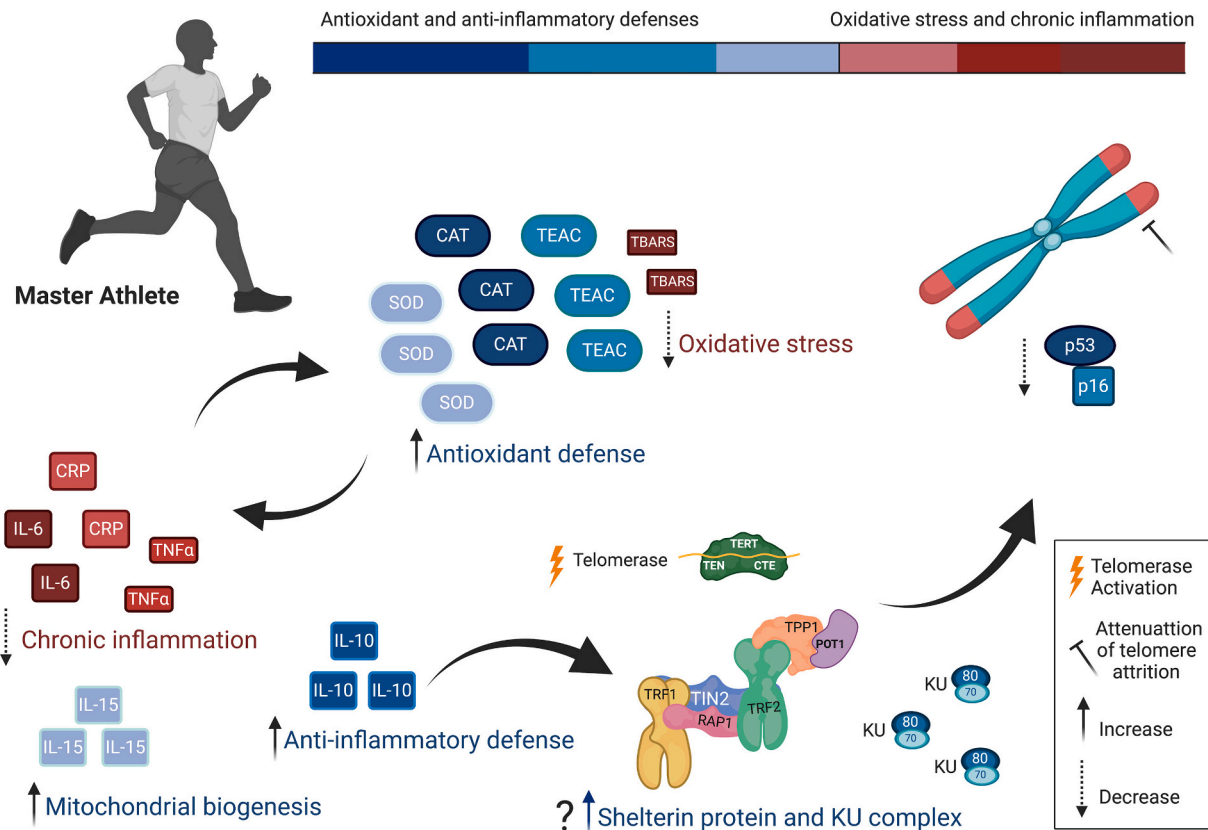 Antioxidant and anti-inflammatory defenses
Oxidative stress and chronic inflammation
Master Athlete
CAT
TEAC
TBARS
TBARS
CAT
TEAC
SOD
CAT
TEAC
SOD
SOD
Oxidative stress
Antioxidant defense
p53
p16
CRP
IL-6
CRP
TNFα
IL-6
TNFα
Chronic inflammation
IL-15
IL-15
IL-15
Mitochondrial biogenesis
IL-10
IL-10
IL-10
Anti-inflammatory defense
Telomerase
TERT
TEN
CTE
TPP1
POT1
TRF1
TIN2
RAP1
TRF2
KU
80
70
KU
80
70
KU
80
70
? Shelterin protein and KU complex
Telomerase
Activation
Attenuattion
of telomere
attrition
Increase
Decrease